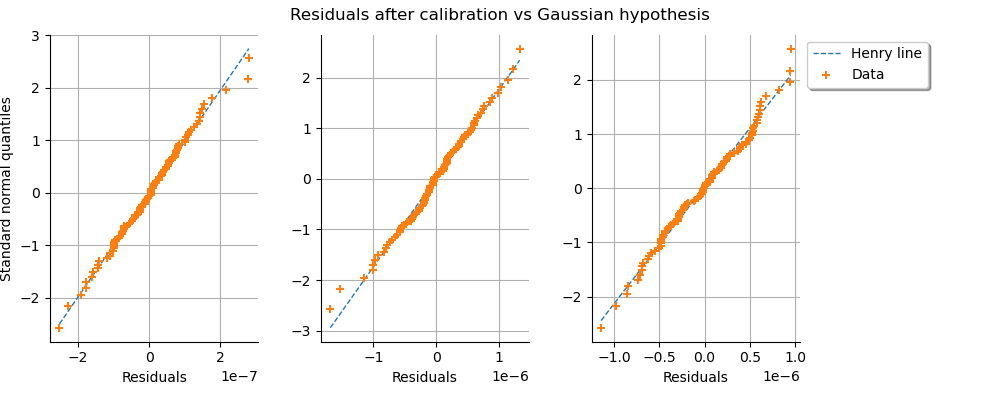 Residuals after calibration vs Gaussian hypothesis
Standard normal quantiles
3
2
1
0
−1
−2
−2
0
2
1e−7
Residuals
2
1
0
−1
−2
−3
−1
0
1
1e−6
Residuals
2
1
0
−1
−2
−1.0
−0.5
0.0
0.5
1.0
1e−6
Residuals
Henry line
Data